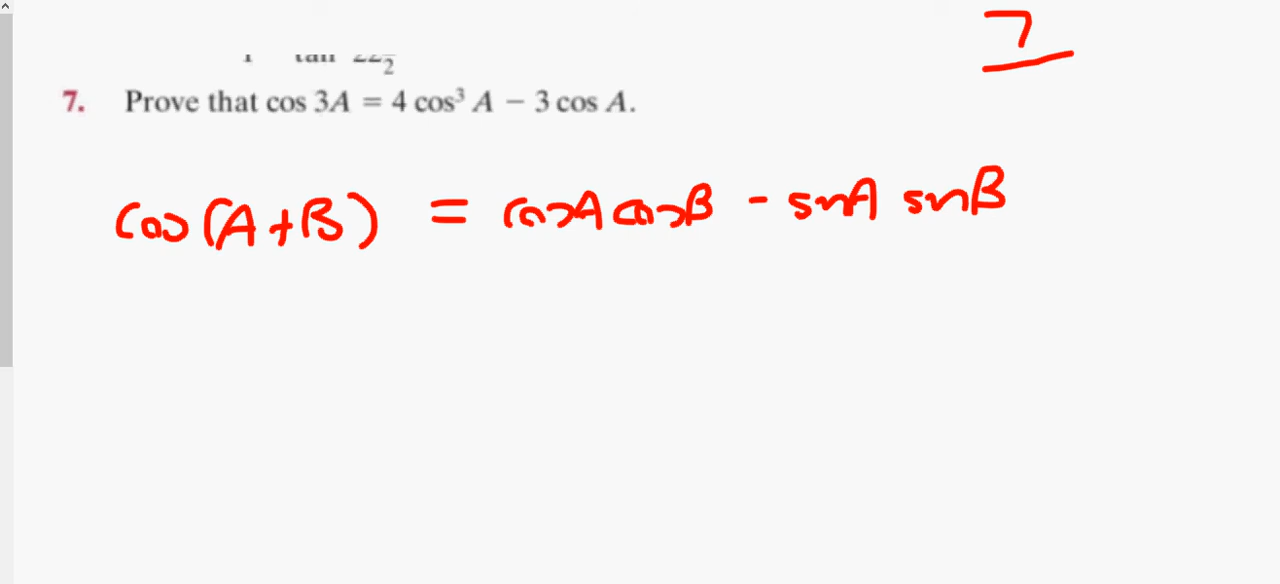 7
7. Prove that cos 3A = 4 cos³ A − 3 cos A.
cos (A+B) = cosA cosB - sinA sinB